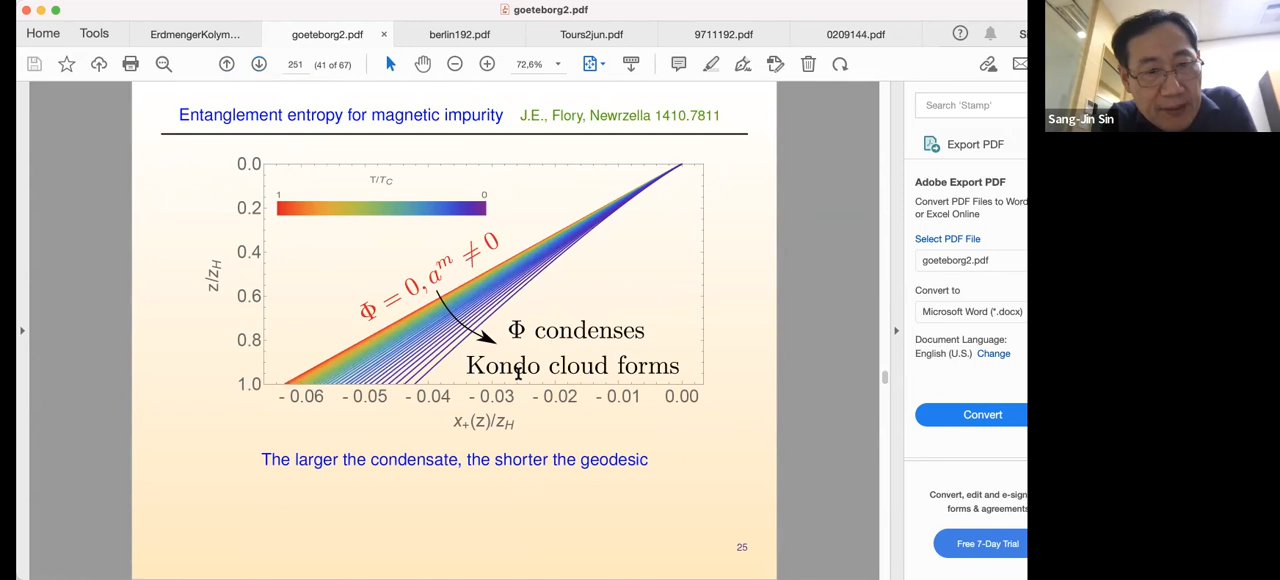 goeteborg2.pdf
Home Tools ErdmengerKolym... goeteborg2.pdf × berlin192.pdf Tours2jun.pdf 9711192.pdf 0209144.pdf
251 (41 of 67) 72,6%
Entanglement entropy for magnetic impurity J.E., Flory, Newrzella 1410.7811
T/T_C
1 0
0.0
0.2
0.4
0.6
0.8
1.0
z/z_H
Φ = 0, a^m ≠ 0
Φ condenses
Kondo cloud forms
- 0.06 - 0.05 - 0.04 - 0.03 - 0.02 - 0.01 0.00
x_+(z)/z_H
The larger the condensate, the shorter the geodesic
25
Search 'Stamp'
Export PDF
Adobe Export PDF
Convert PDF Files to Word
or Excel Online
Select PDF File
goeteborg2.pdf
Convert to
Microsoft Word (*.docx)
Document Language:
English (U.S.) Change
Convert
Convert, edit and e-sign
forms & agreements
Free 7-Day Trial
Sang-Jin Sin